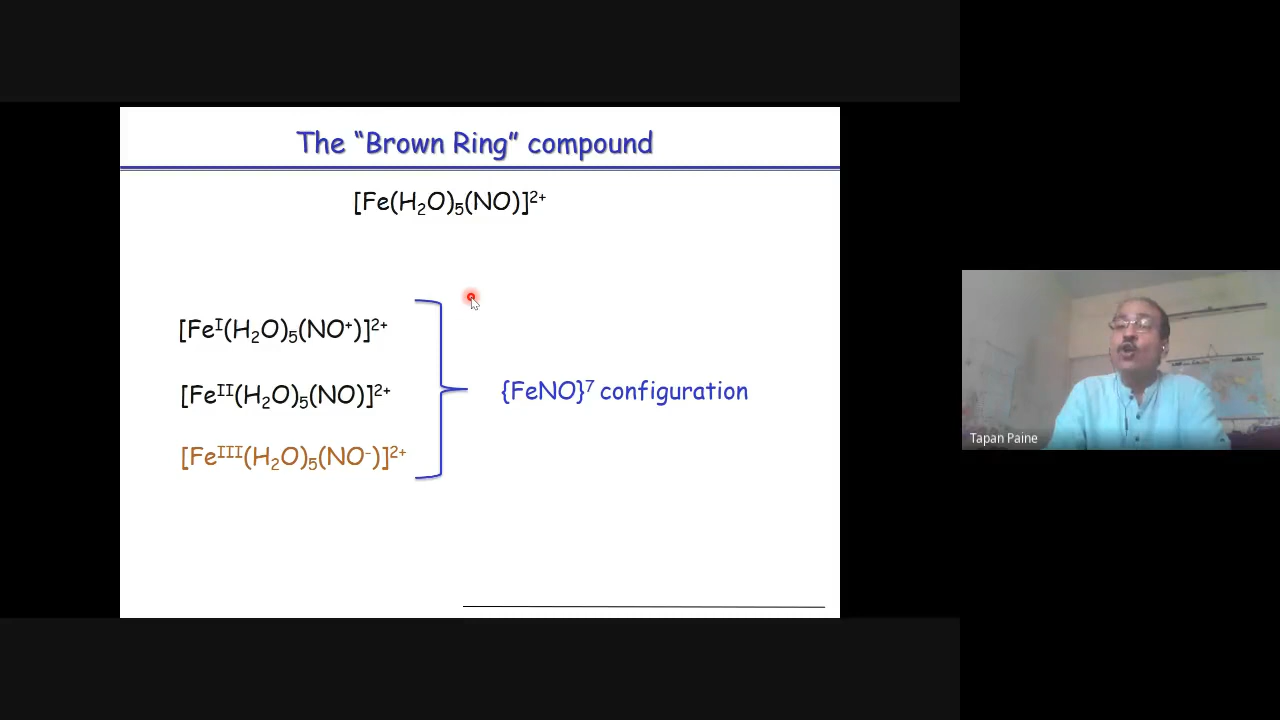 The “Brown Ring” compound
[Fe(H₂O)₅(NO)]²⁺
[Feᴵ(H₂O)₅(NO⁺)]²⁺
[Feᴵᴵ(H₂O)₅(NO)]²⁺
{FeNO}⁷ configuration
[Feᴵᴵᴵ(H₂O)₅(NO⁻)]²⁺
Tapan Paine